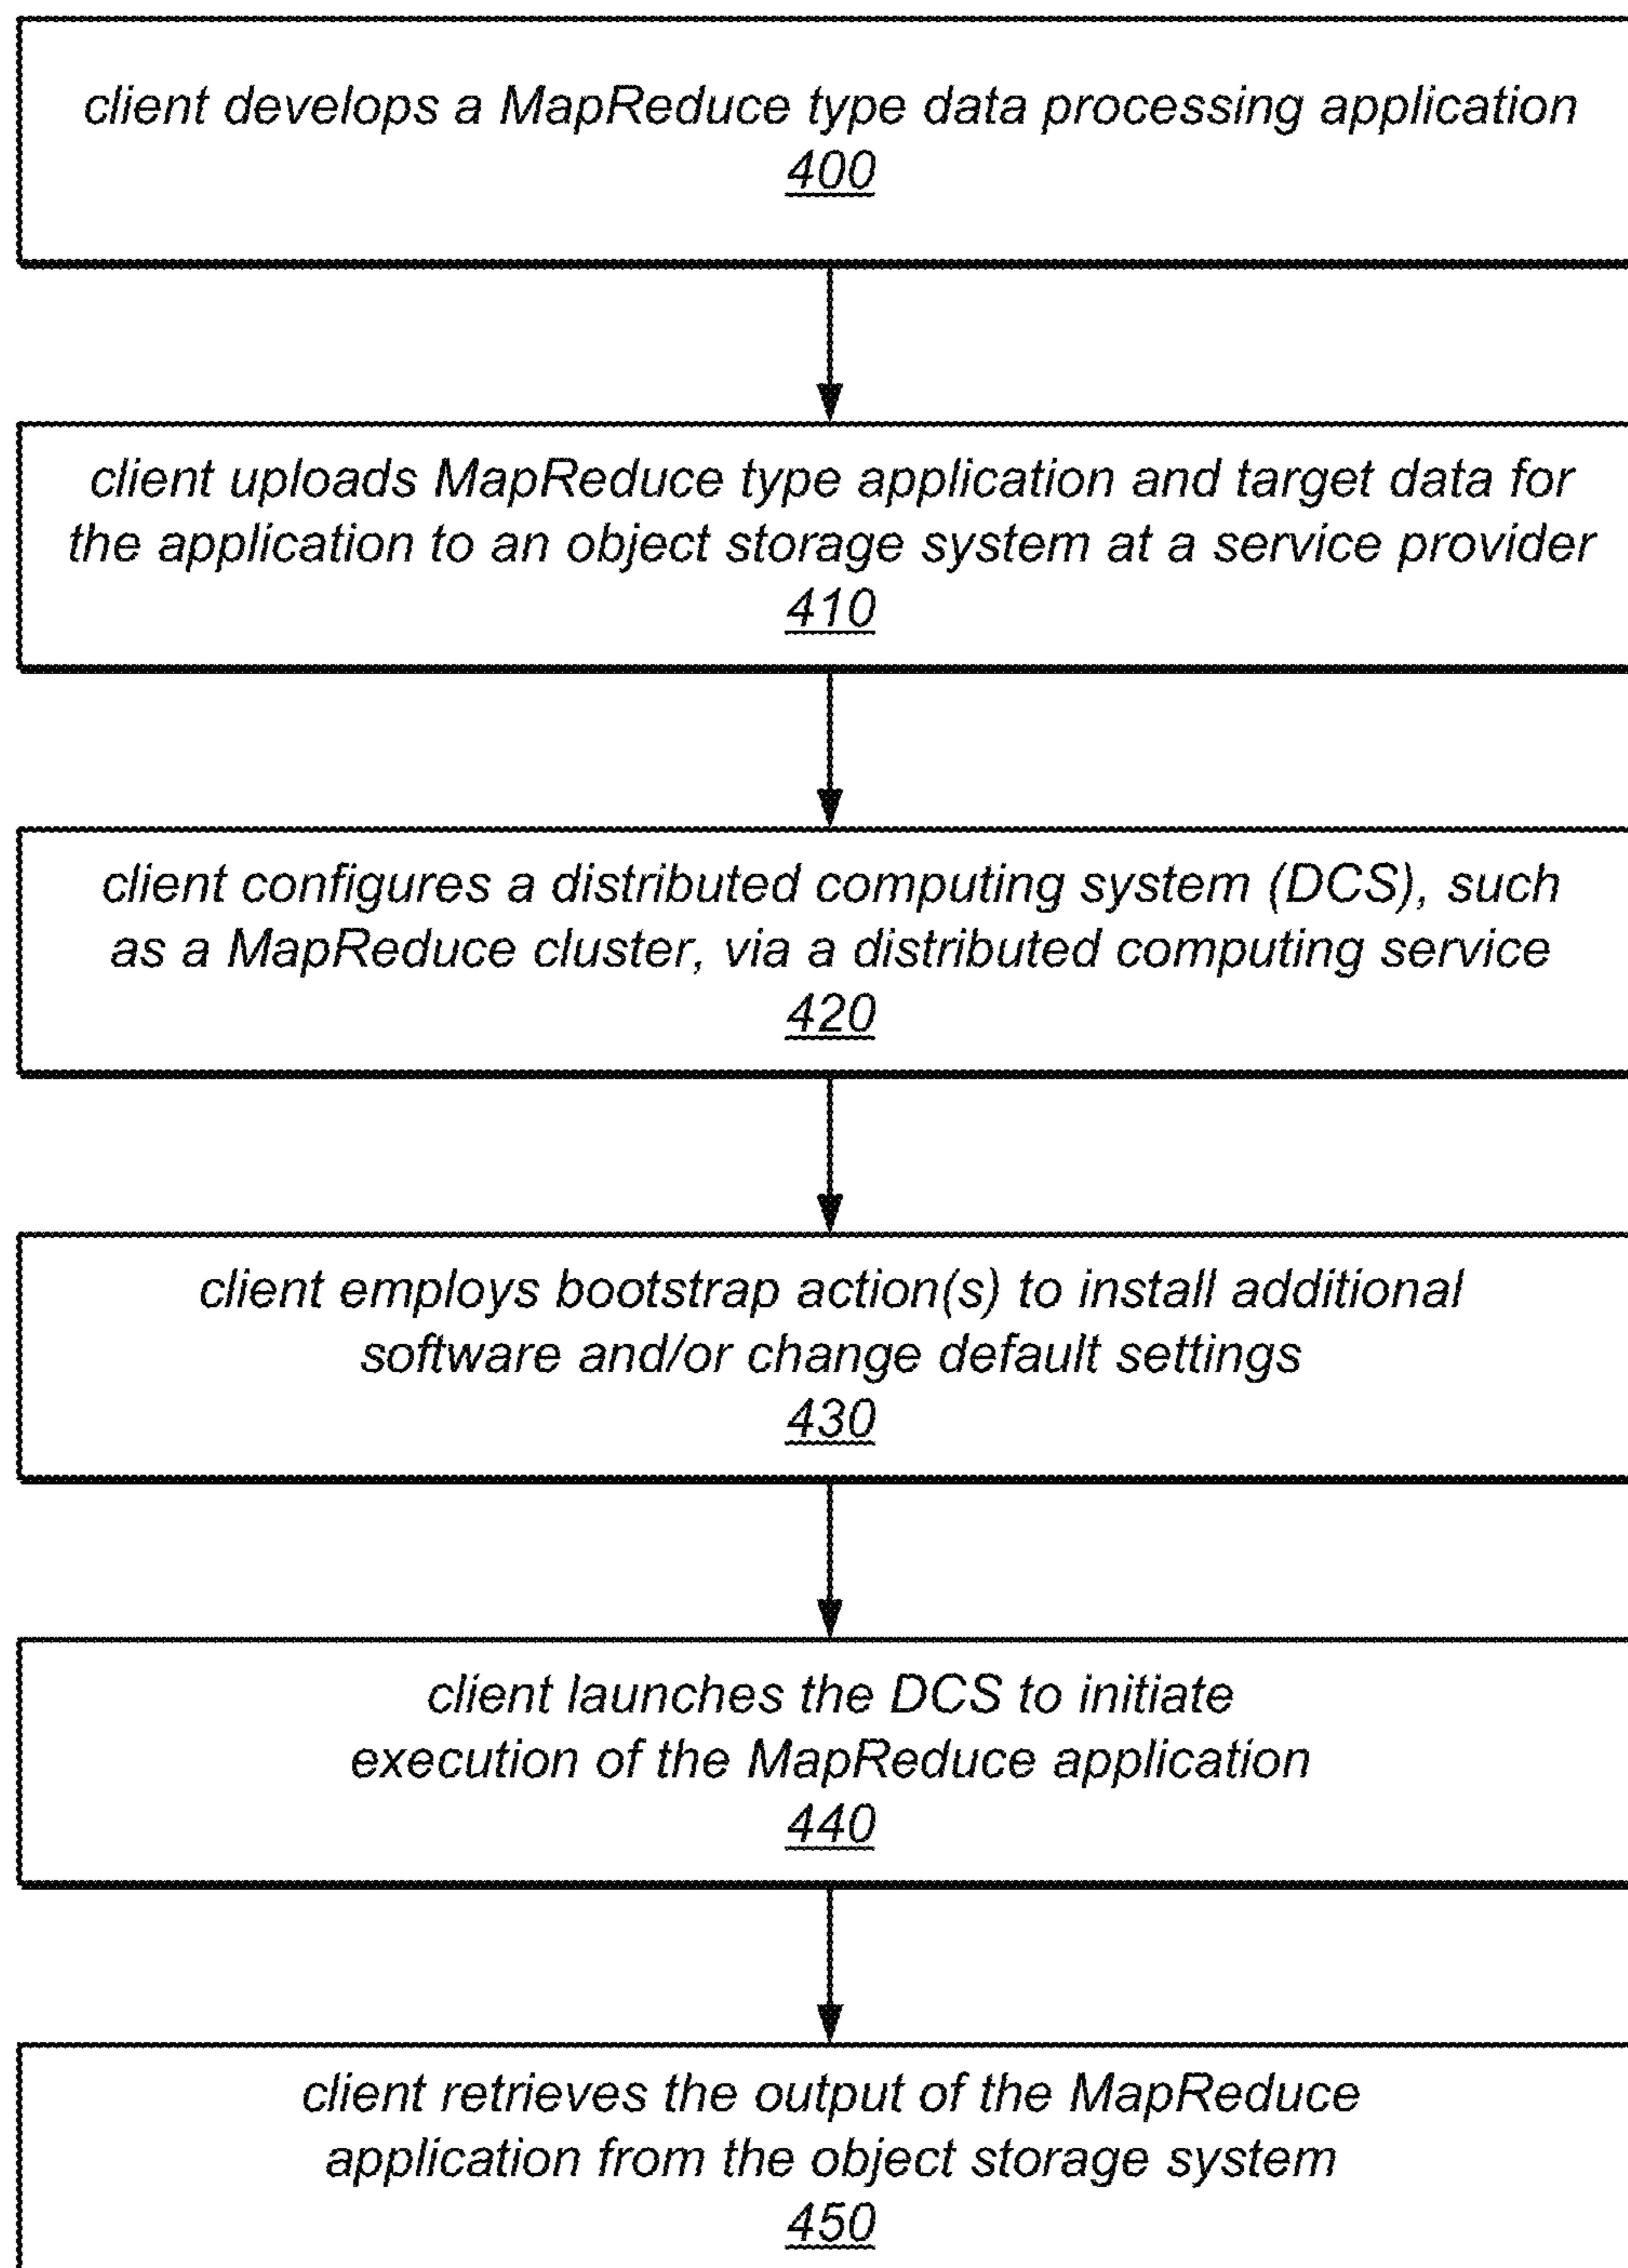 client develops a MapReduce type data processing application
400
client uploads MapReduce type application and target data for
the application to an object storage system at a service provider
410
client configures a distributed computing system (DCS), such
as a MapReduce cluster, via a distributed computing service
420
client employs bootstrap action(s) to install additional
software and/or change default settings
430
client launches the DCS to initiate
execution of the MapReduce application
440
client retrieves the output of the MapReduce
application from the object storage system
450